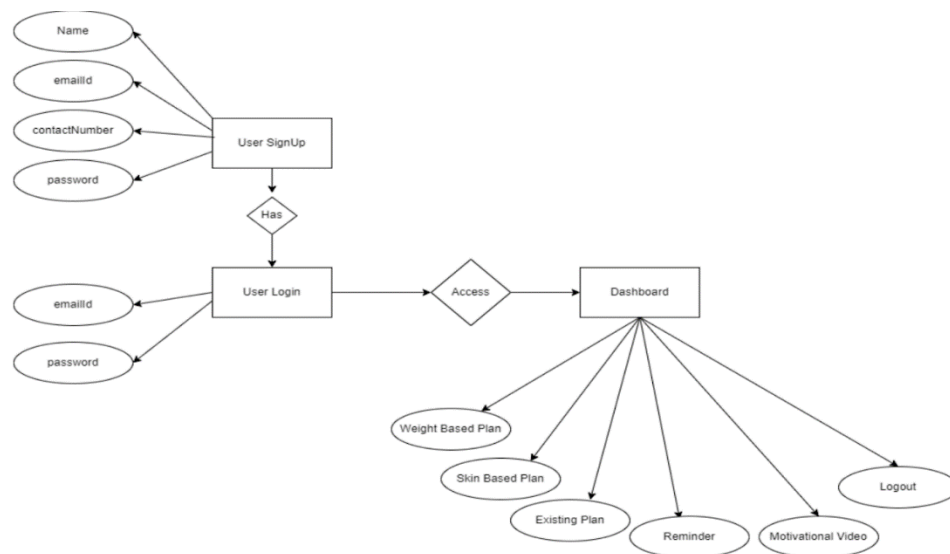 Name
emailId
contactNumber
User SignUp
password
Has
emailId
User Login
Access
Dashboard
password
Weight Based Plan
Skin Based Plan
Existing Plan
Reminder
Motivational Video
Logout